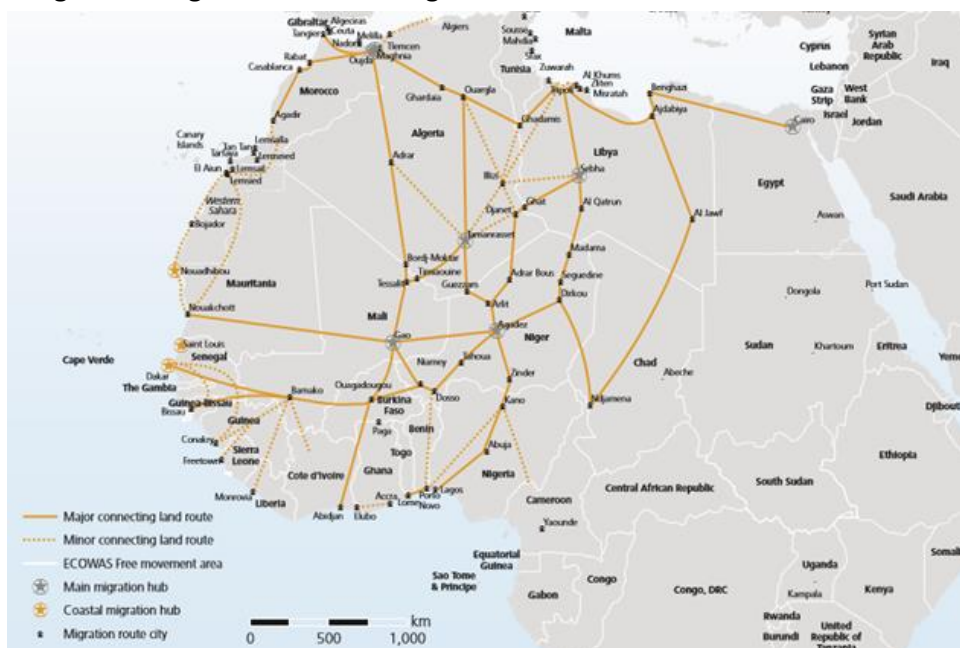 Gibraltar
Algeciras
Ceuta
Tangier
Melilla
Nador
Algiers
Tlemcen
Maghnia
Oujda
Rabat
Casablanca
Morocco
Agadir
Sousse
Mahdia
Sfax
Tunisia
Malta
Zuwarah
Al Khums
Zliten
Tripoli
Misratah
Benghazi
Ajdabiya
Cyprus
Lebanon
Syrian
Arab
Republic
Iraq
Gaza
Strip
West
Bank
Israel
Jordan
Cairo
Ghardaia
Ouargla
Ghadamis
Algeria
Libya
Canary
Islands
Tan Tan
Tarfaya
El Aiun
Lemsid
Adrar
Illizi
Sebha
Egypt
Saudi Arabia
Western
Sahara
Bojador
Djanet
Ghat
Al Qatrun
Al Jawf
Aswan
Tamanrasset
Madama
Nouadhibou
Mauritania
Bordj-Moktar
Timiaouine
Tessalit
Guezzam
Adrar Bous
Seguedine
Dirkou
Dongola
Port Sudan
Nouakchott
Mali
Arlit
Gao
Agadez
Niger
Chad
Sudan
Khartoum
Eritrea
Yeme
Cape Verde
Saint Louis
Senegal
Dakar
The Gambia
Niamey
Tahoua
Zinder
Abeche
Ouagadougou
Bamako
Burkina
Faso
Dosso
Kano
Ndjamena
Djibouti
Guinea-Bissau
Bissau
Guinea
Paga
Benin
Conakry
Sierra
Leone
Freetown
Togo
Abuja
Nigeria
Ethiopia
Cote d'Ivoire
Ghana
Monrovia
Liberia
Accra
Lome
Porto
Novo
Lagos
Cameroon
Central African Republic
South Sudan
Abidjan
Elubo
Yaounde
Equatorial
Guinea
Sao Tome
& Principe
Gabon
Congo
Congo, DRC
Uganda
Kampala
Kenya
Somali
Rwanda
Burundi
United
Republic of
Tanzania
Major connecting land route
Minor connecting land route
ECOWAS Free movement area
Main migration hub
Coastal migration hub
Migration route city
km
0
250
500
1,000